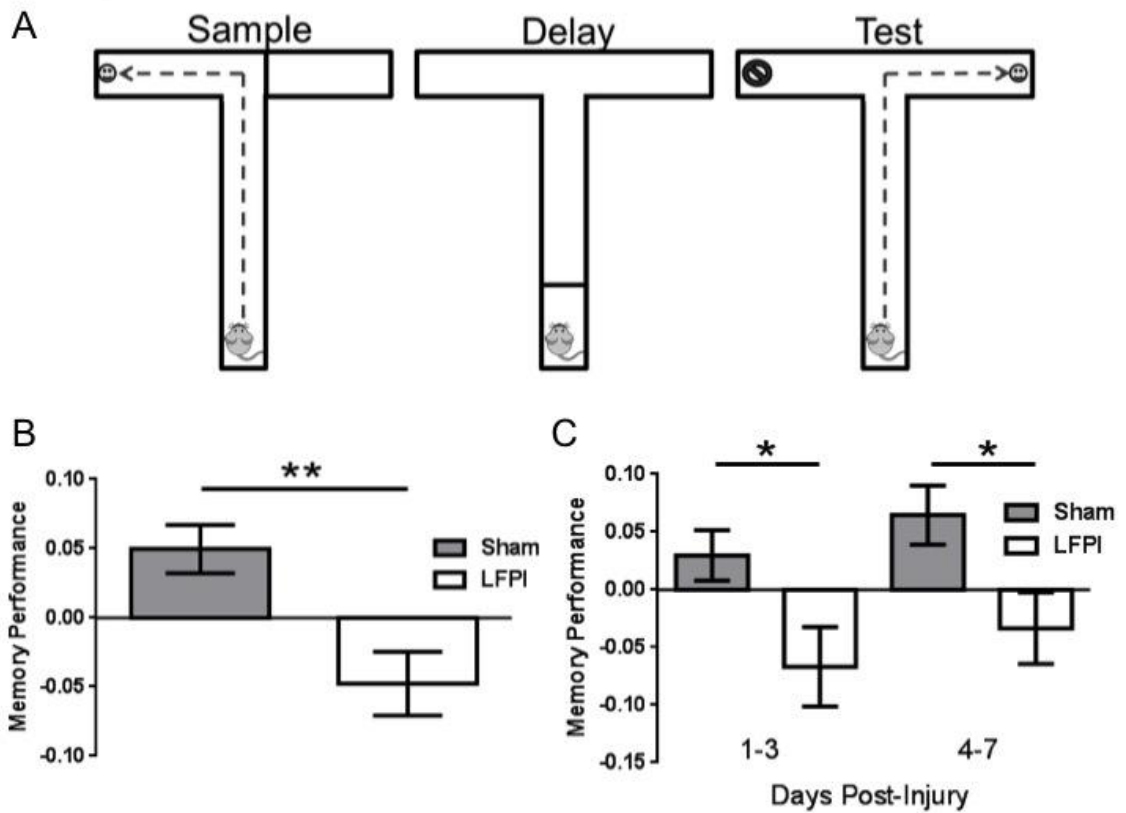 A
Sample
Delay
Test
B
**
0.10
0.05
0.00
-0.05
-0.10
Memory Performance
Sham
LFPI
C
*
*
0.10
0.05
0.00
-0.05
-0.10
-0.15
Memory Performance
Sham
LFPI
1-3
4-7
Days Post-Injury